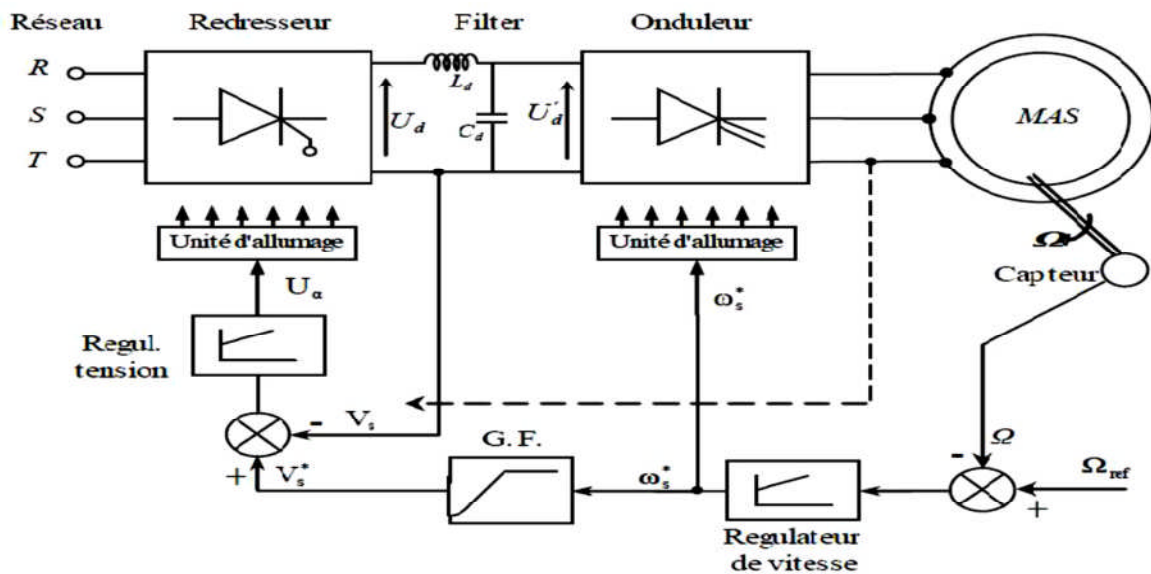 Réseau
Redresseur
Filter
Onduleur
R
S
T
L_d
C_d
U_d
U'_d
MAS
Unité d'allumage
Unité d'allumage
Ω
Capteur
U_α
ω_s^*
Regul.
tension
-
V_s
G. F.
+
V_s^*
ω_s^*
-
Ω
Ω_ref
+
Regulateur
de vitesse